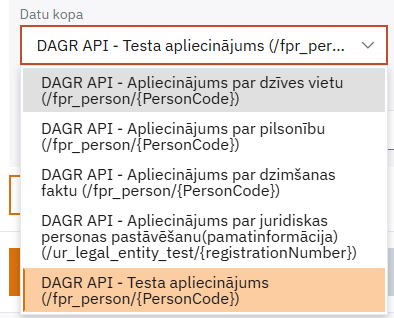 Datu kopa
DAGR API - Testa apliecinājums (/fpr_per...
DAGR API - Apliecinājums par dzīves vietu
(/fpr_person/{PersonCode})
DAGR API - Apliecinājums par pilsonību
(/fpr_person/{PersonCode})
DAGR API - Apliecinājums par dzimšanas
faktu (/fpr_person/{PersonCode})
DAGR API - Apliecinājums par juridiskas
personas pastāvēšanu(pamatinformācija)
(/ur_legal_entity_test/{registrationNumber})
DAGR API - Testa apliecinājums
(/fpr_person/{PersonCode})